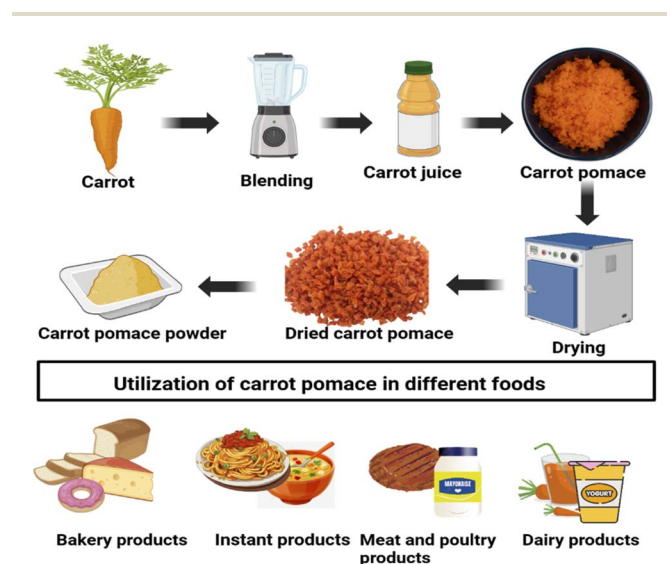 Carrot
Blending
Carrot juice
Carrot pomace
Carrot pomace powder
Dried carrot pomace
Drying
Utilization of carrot pomace in different foods
MAYONAISE
YOGURT
Bakery products
Instant products
Meat and poultry
products
Dairy products